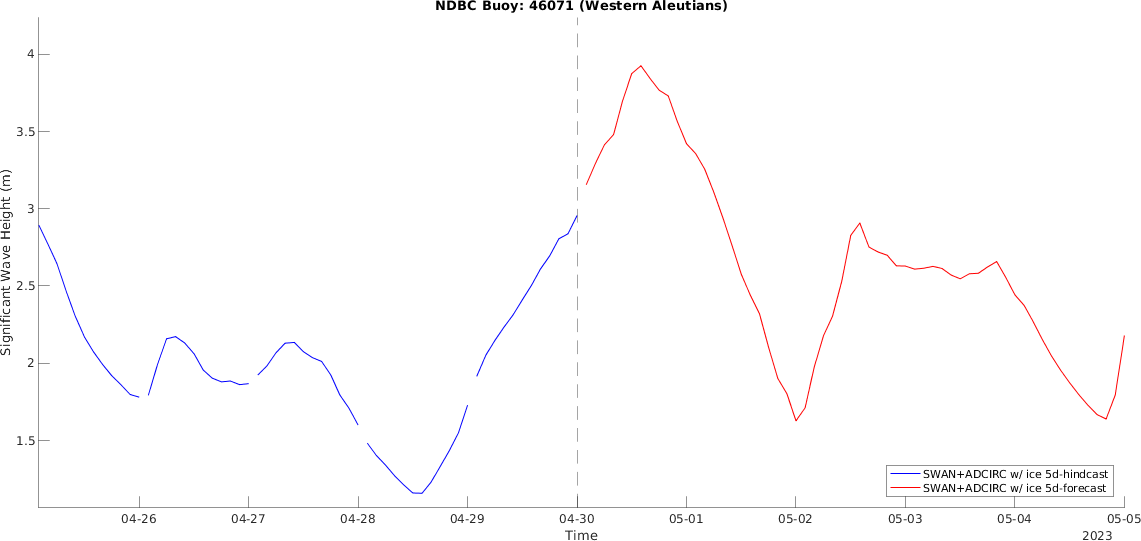 NDBC Buoy: 46071 (Western Aleutians)
Significant Wave Height (m)
4
3.5
3
2.5
2
1.5
SWAN+ADCIRC w/ ice 5d-hindcast
SWAN+ADCIRC w/ ice 5d-forecast
04-26 04-27 04-28 04-29 04-30 05-01 05-02 05-03 05-04 05-05
Time
2023